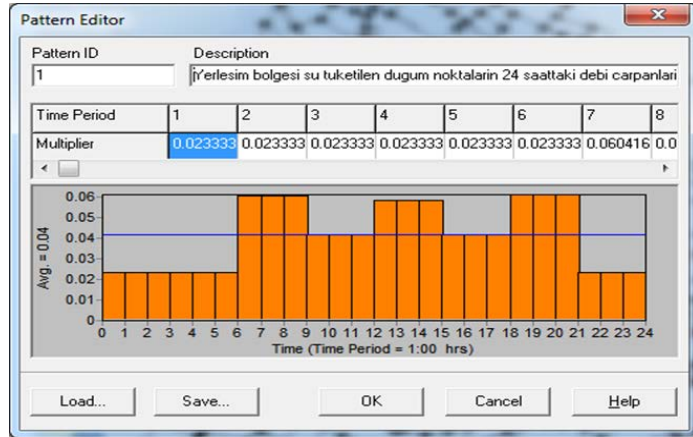 Pattern Editor
Pattern ID
Description
1
Yerlesim bolgesi su tuketilen dugum noktalarin 24 saattaki debi carpanlari
Time Period 1 2 3 4 5 6 7 8
Multiplier 0.023333 0.023333 0.023333 0.023333 0.023333 0.023333 0.060416 0.0
0.06
0.05
0.04
0.03
0.02
0.01
0
Avg. = 0.04
0 1 2 3 4 5 6 7 8 9 10 11 12 13 14 15 16 17 18 19 20 21 22 23 24
Time (Time Period = 1:00 hrs)
Load... Save... OK Cancel Help